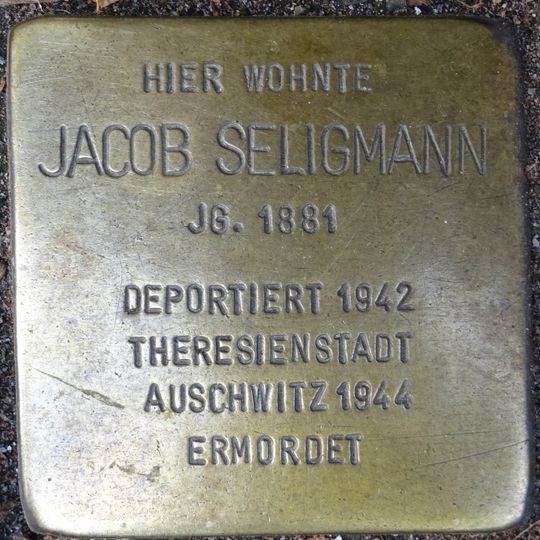 HIER WOHNTE
JACOB SELIGMANN
JG. 1881
DEPORTIERT 1942
THERESIENSTADT
AUSCHWITZ 1944
ERMORDET